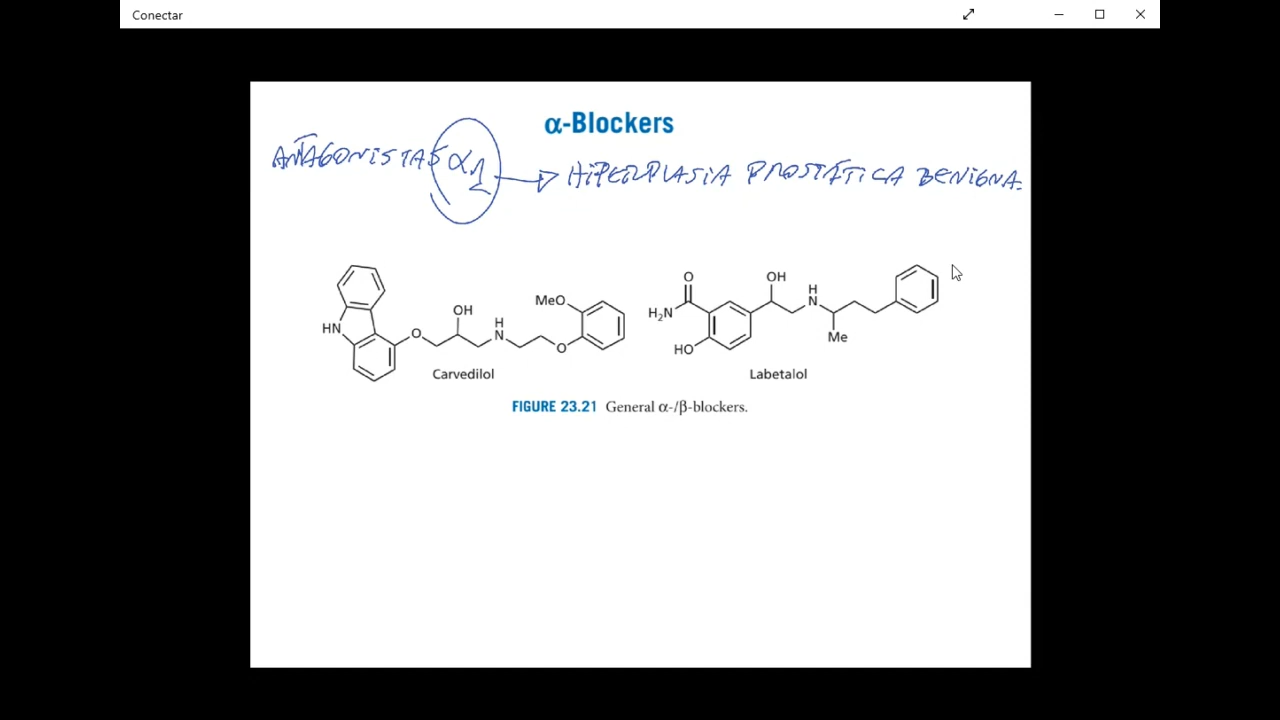 Conectar
α-Blockers
ANTAGONISTAS α1 → HIPERPLASIA PROSTÁTICA BENIGNA.
HN O OH H N O MeO
H2N O HO OH H N Me
Carvedilol Labetalol
FIGURE 23.21 General α-/β-blockers.